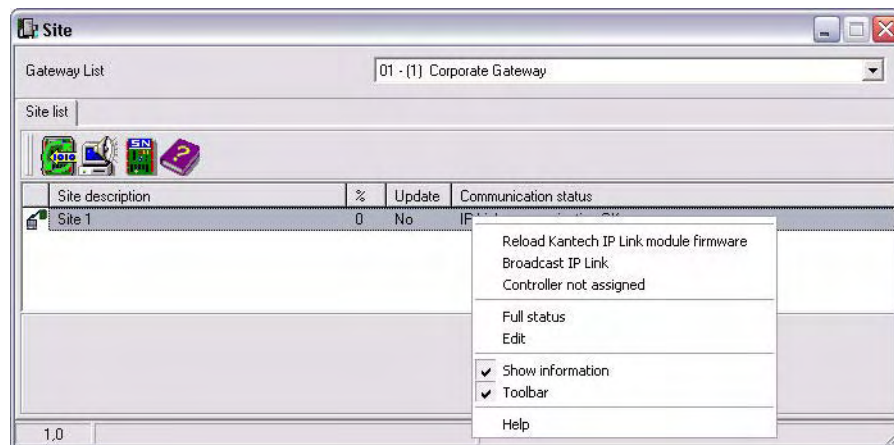 Site
Gateway List 01 - (1) Corporate Gateway
Site list
1010 SN ?
Site description % Update Communication status
Site 1 0 No
Reload Kantech IP Link module firmware
Broadcast IP Link
Controller not assigned
Full status
Edit
Show information
Toolbar
Help
1,0